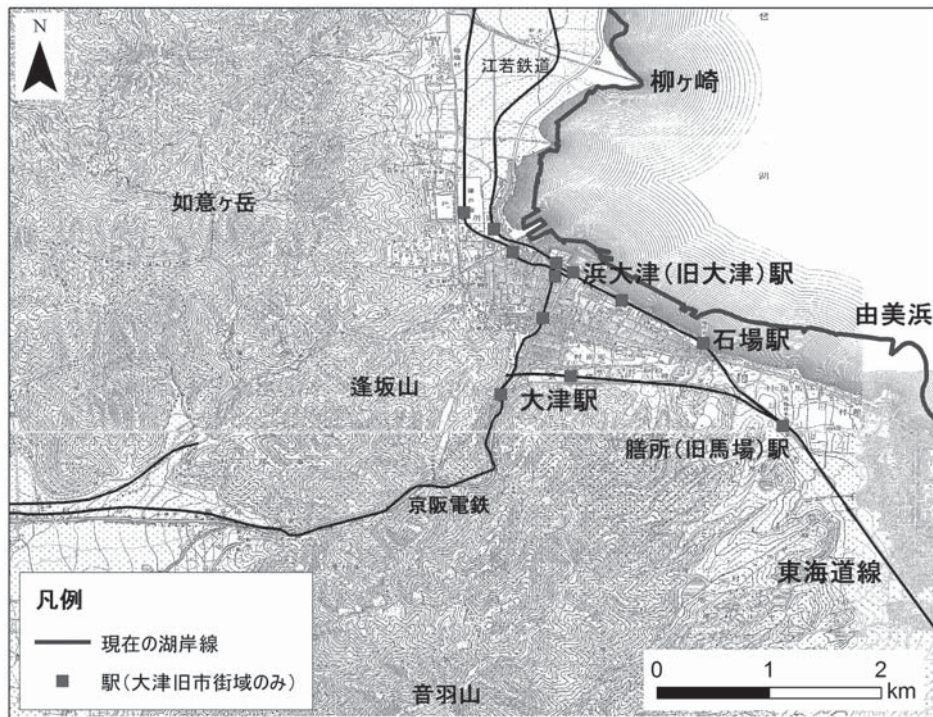 N
江若鉄道
柳ヶ崎
湖
如意ヶ岳
浜大津(旧大津)駅
由美浜
石場駅
逢坂山
大津駅
膳所(旧馬場)駅
京阪電鉄
東海道線
凡例
現在の湖岸線
駅(大津旧市街域のみ)
音羽山
0 1 2
km